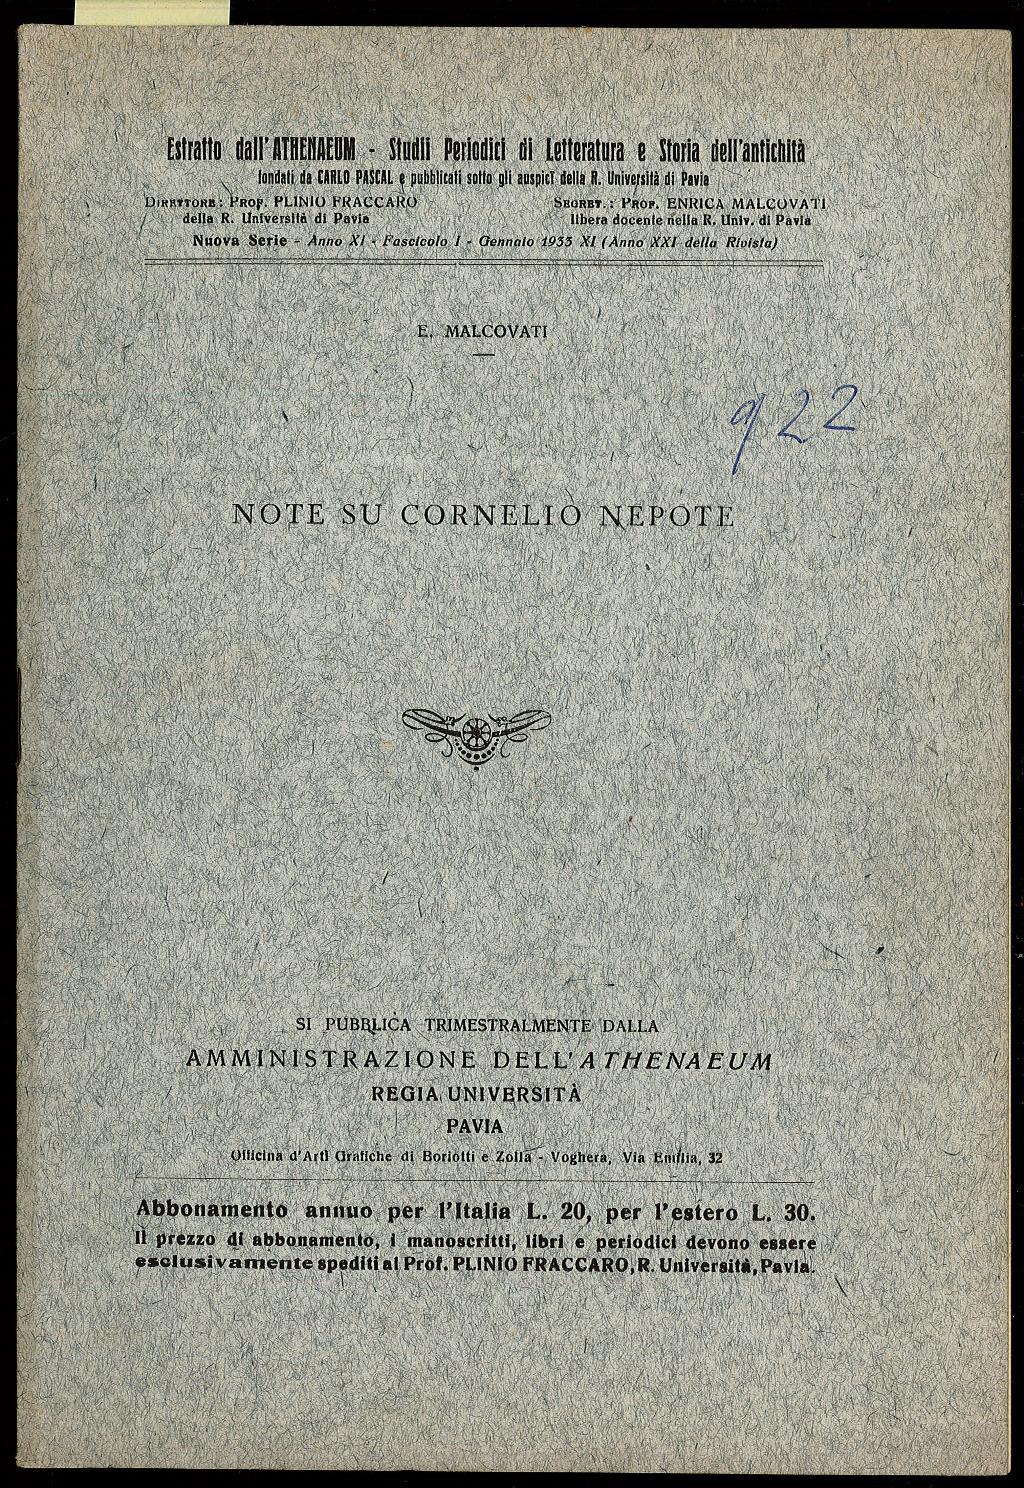 Estratto dall'ATHENAEUM - Studii Periodici di Letteratura e Storia dell'antichità
fondati da CARLO PASCAL e pubblicati sotto gli auspici della R. Università di Pavia
DIRETTORE: PROF. PLINIO FRACCARO
della R. Università di Pavia
SEGRET.: PROF. ENRICA MALCOVATI
libera docente nella R. Univ. di Pavia
Nuova Serie - Anno XI - Fascicolo I - Gennaio 1933 XI (Anno XXI della Rivista)
E. MALCOVATI
922
NOTE SU CORNELIO NEPOTE
SI PUBBLICA TRIMESTRALMENTE DALLA
AMMINISTRAZIONE DELL'ATHENAEUM
REGIA UNIVERSITÀ
PAVIA
Officina d'Arti Grafiche di Boriotti e Zolla - Voghera, Via Emilia, 32
Abbonamento annuo per l'Italia L. 20, per l'estero L. 30.
Il prezzo di abbonamento, i manoscritti, libri e periodici devono essere
esclusivamente spediti al Prof. PLINIO FRACCARO, R. Università, Pavia.